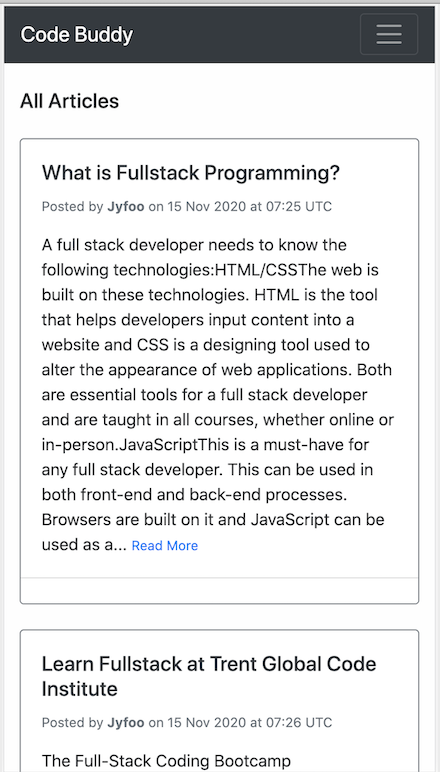 Code Buddy
All Articles
What is Fullstack Programming?
Posted by Jyfoo on 15 Nov 2020 at 07:25 UTC
A full stack developer needs to know the
following technologies:HTML/CSSThe web is
built on these technologies. HTML is the tool
that helps developers input content into a
website and CSS is a designing tool used to
alter the appearance of web applications. Both
are essential tools for a full stack developer
and are taught in all courses, whether online or
in-person.JavaScriptThis is a must-have for
any full stack developer. This can be used in
both front-end and back-end processes.
Browsers are built on it and JavaScript can be
used as a... Read More
Learn Fullstack at Trent Global Code
Institute
Posted by Jyfoo on 15 Nov 2020 at 07:26 UTC
The Full-Stack Coding Bootcamp